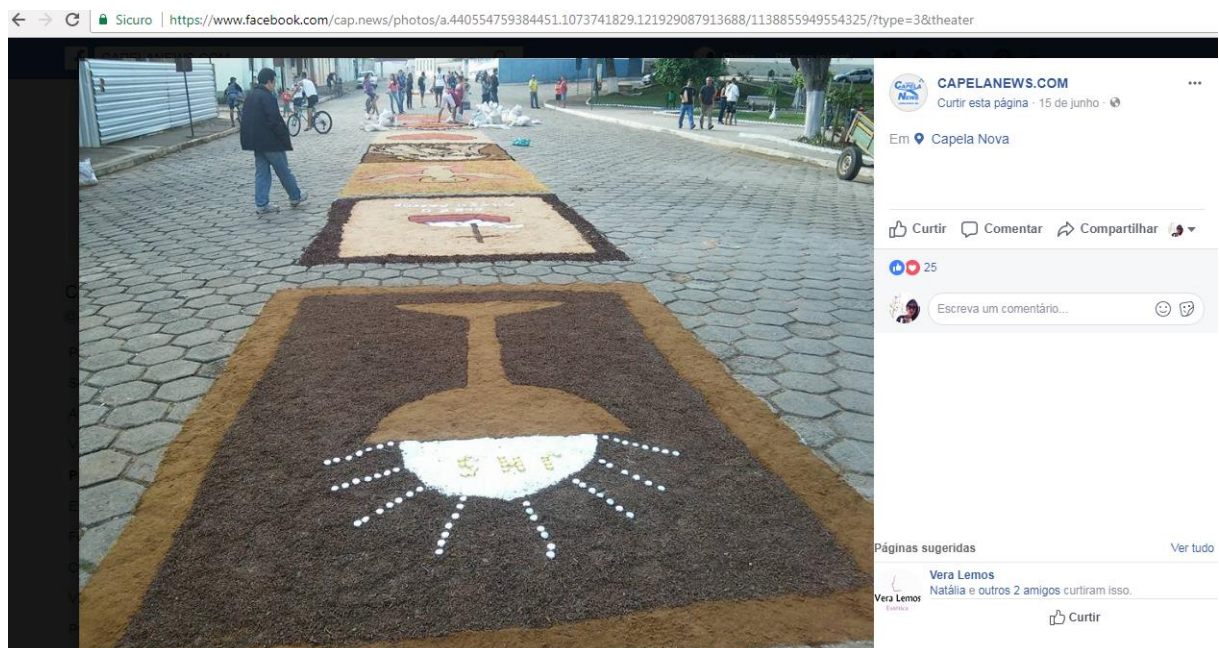 Sicuro | https://www.facebook.com/cap.news/photos/a.440554759384451.1073741829.121929087913688/1138855949554325/?type=3&theater
CAPELANEWS.COM
Curtir esta página · 15 de junho ·
Em Capela Nova
Curtir Comentar Compartilhar
25
Escreva um comentário...
Páginas sugeridas Ver tudo
Vera Lemos
Natália e outros 2 amigos curtiram isso.
Vera Lemos
Curtir
JHS